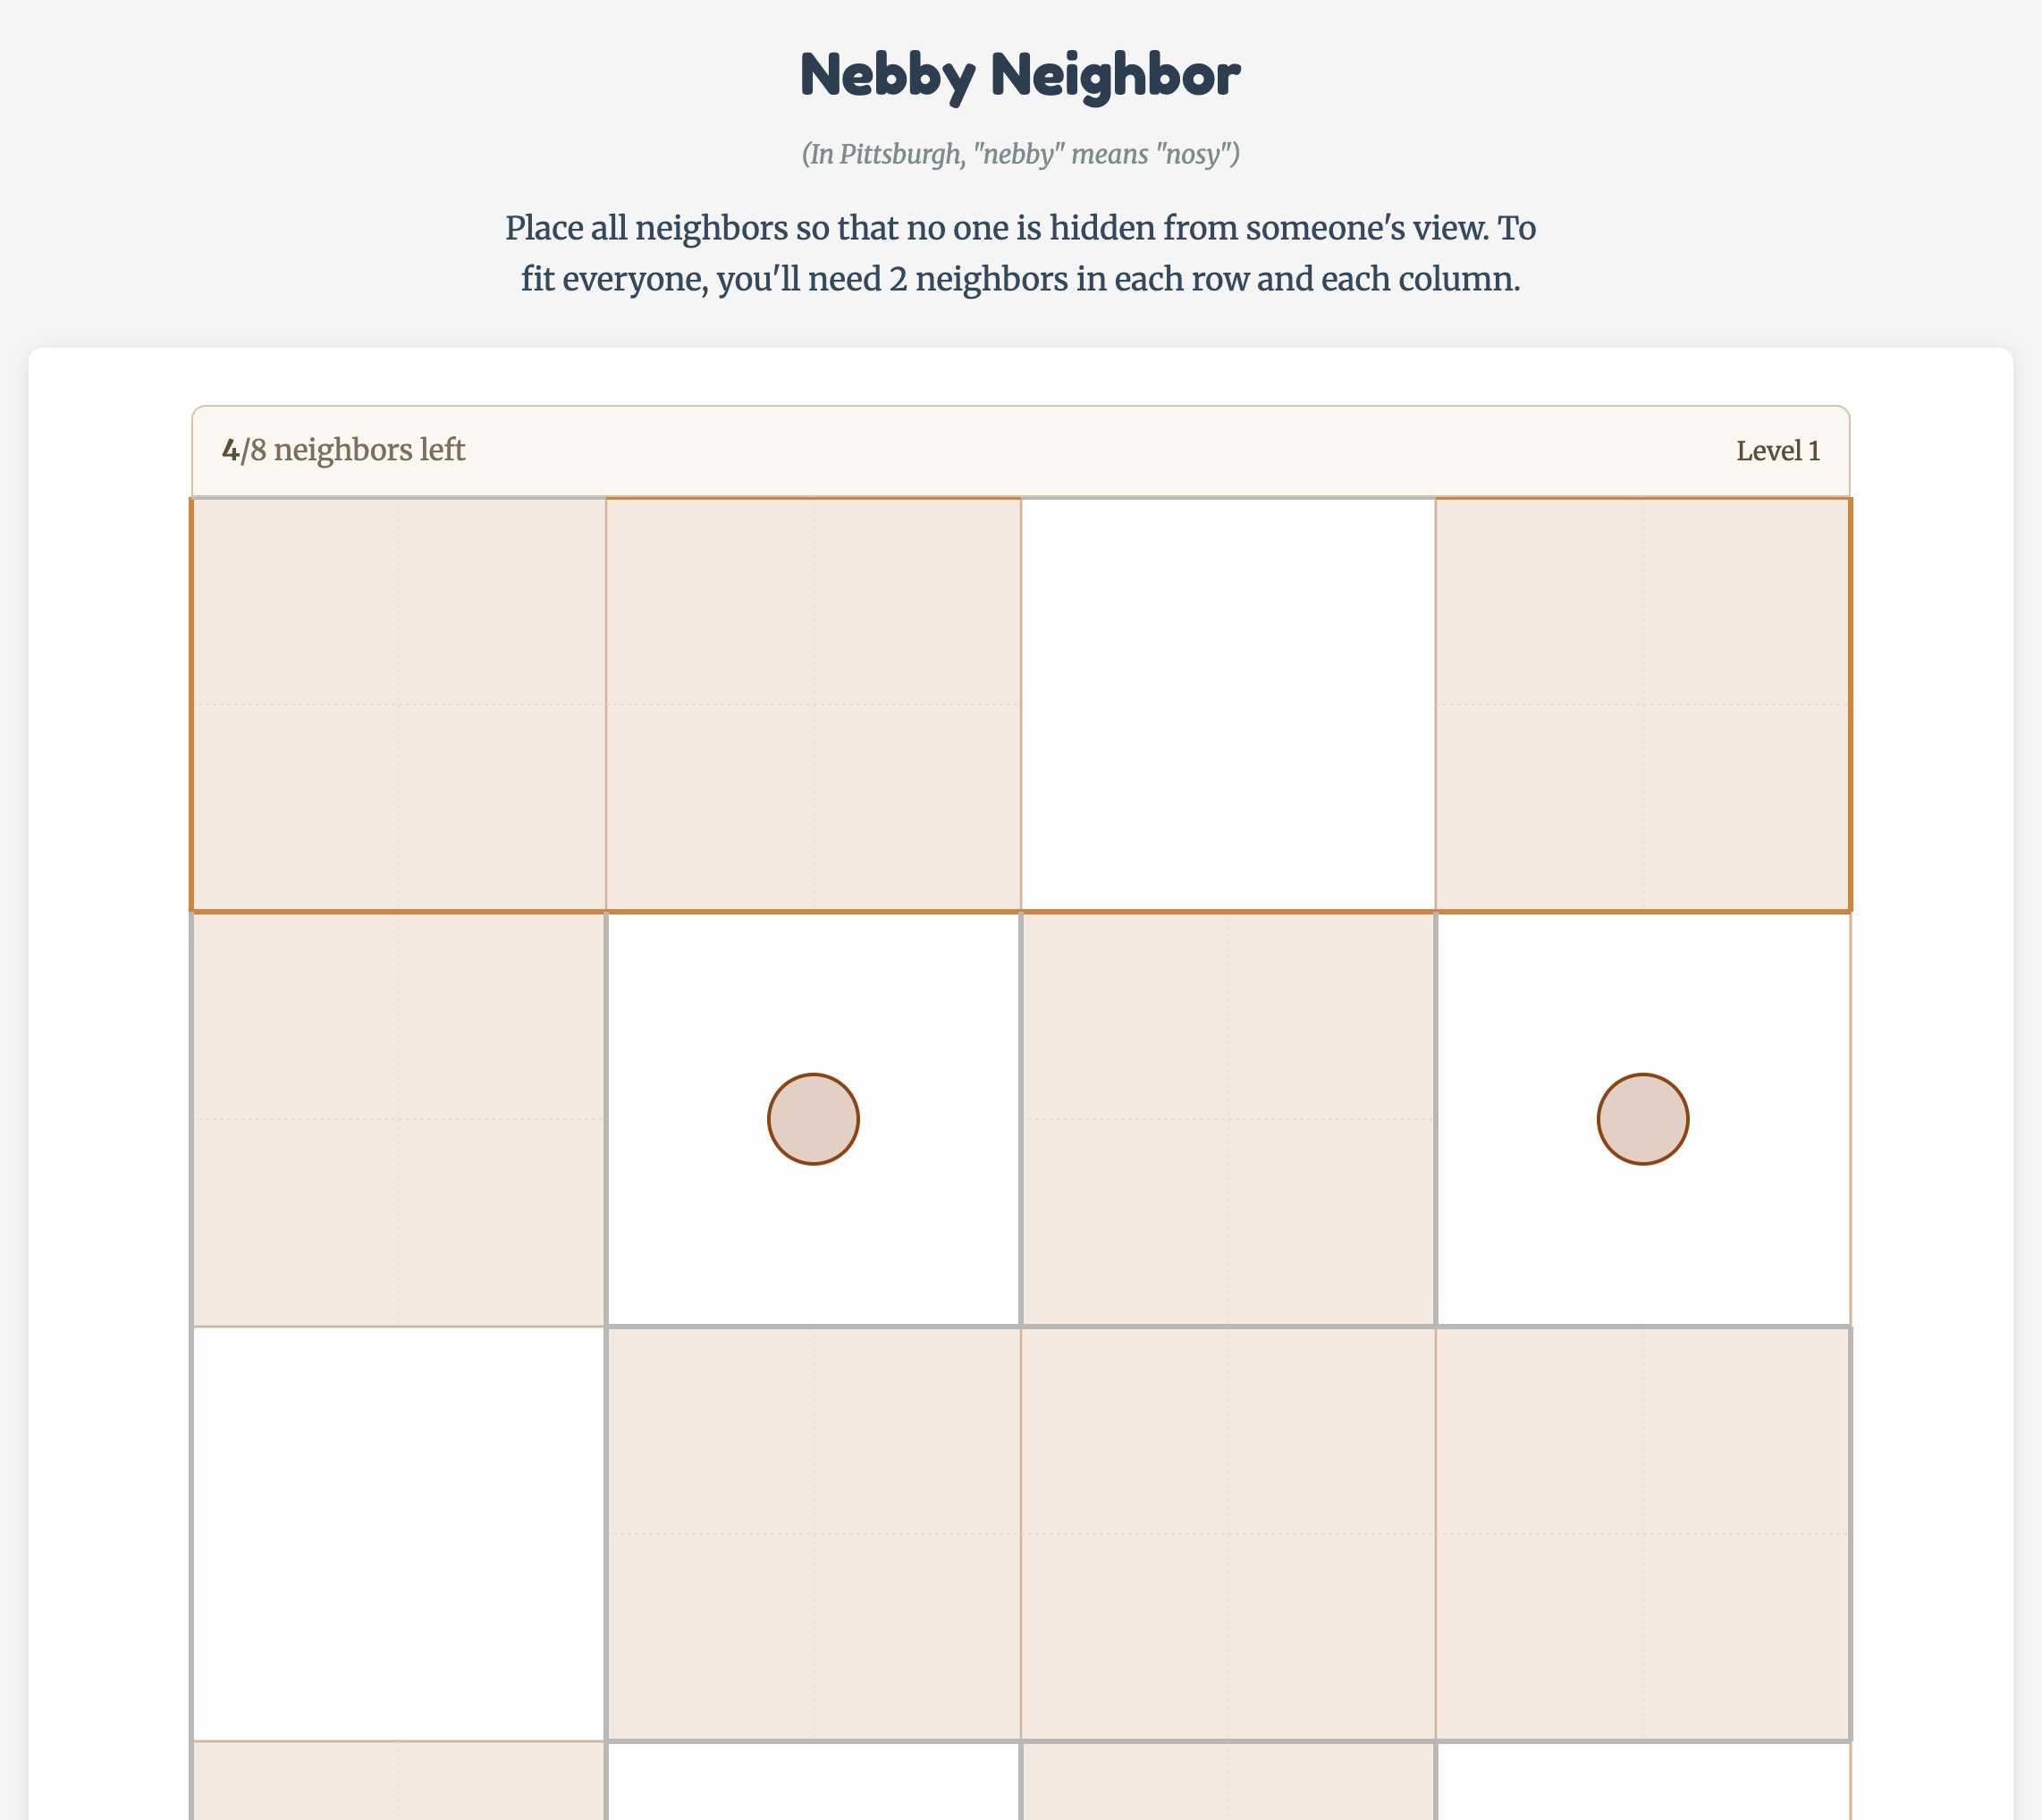 Nebby Neighbor
(In Pittsburgh, "nebby" means "nosy")
Place all neighbors so that no one is hidden from someone's view. To
fit everyone, you'll need 2 neighbors in each row and each column.
4/8 neighbors left
Level 1